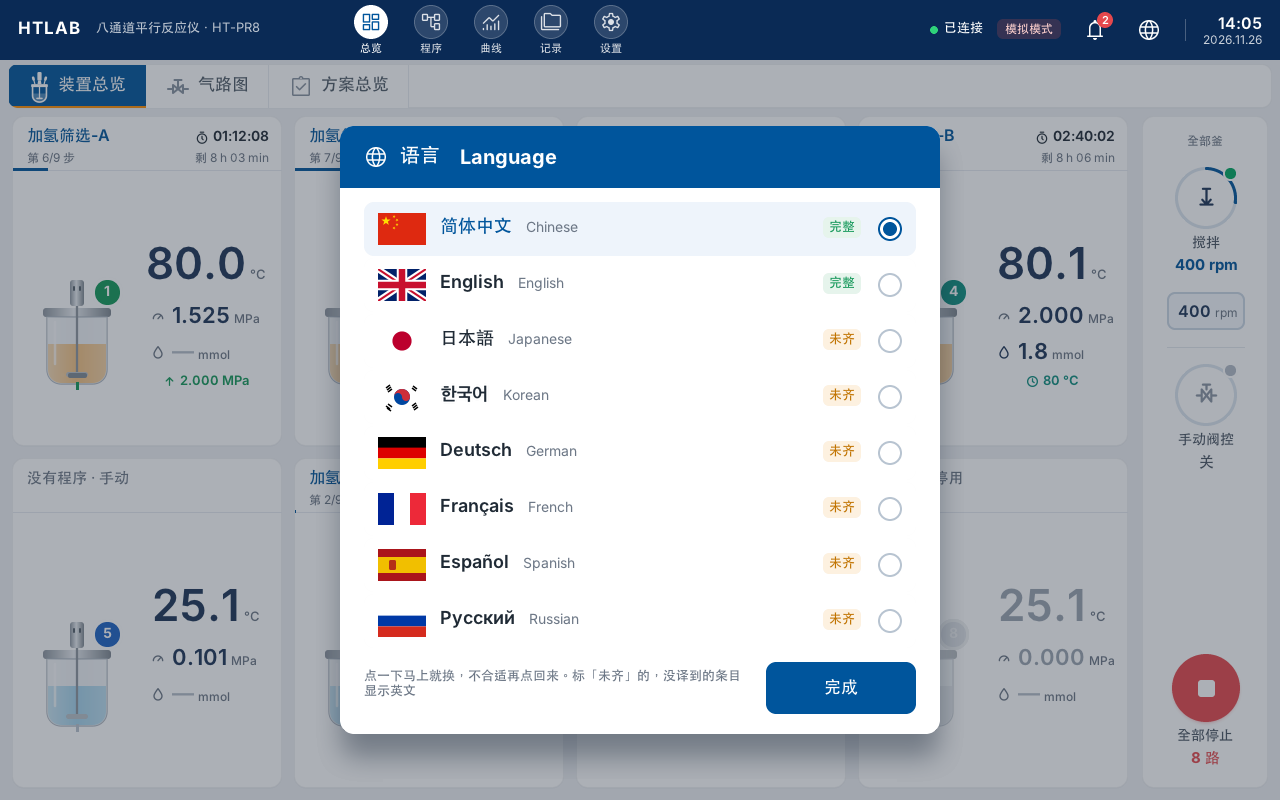 HTLAB 八通道平行反应仪 · HT-PR8
总览 程序 曲线 记录 设置
已连接 模拟模式 2 14:05
2026.11.26
装置总览 气路图 方案总览
加氢筛选-A 01:12:08
第 6/9 步 剩 8 h 03 min
80.0 °C
1
1.525 MPa
mmol
2.000 MPa
加氢
第 7/9
-B 02:40:02
剩 8 h 06 min
80.1 °C
4
2.000 MPa
1.8 mmol
80 °C
全部釜
搅拌
400 rpm
400 rpm
手动阀控
关
没有程序 · 手动
25.1 °C
5
0.101 MPa
mmol
加氢
第 2/9
停用
25.1 °C
8
0.000 MPa
mmol
全部停止
8 路
语言 Language
简体中文 Chinese 完整
English English 完整
日本語 Japanese 未齐
한국어 Korean 未齐
Deutsch German 未齐
Français French 未齐
Español Spanish 未齐
Русский Russian 未齐
点一下马上就换，不合适再点回来。标「未齐」的，没译到的条目
显示英文
完成